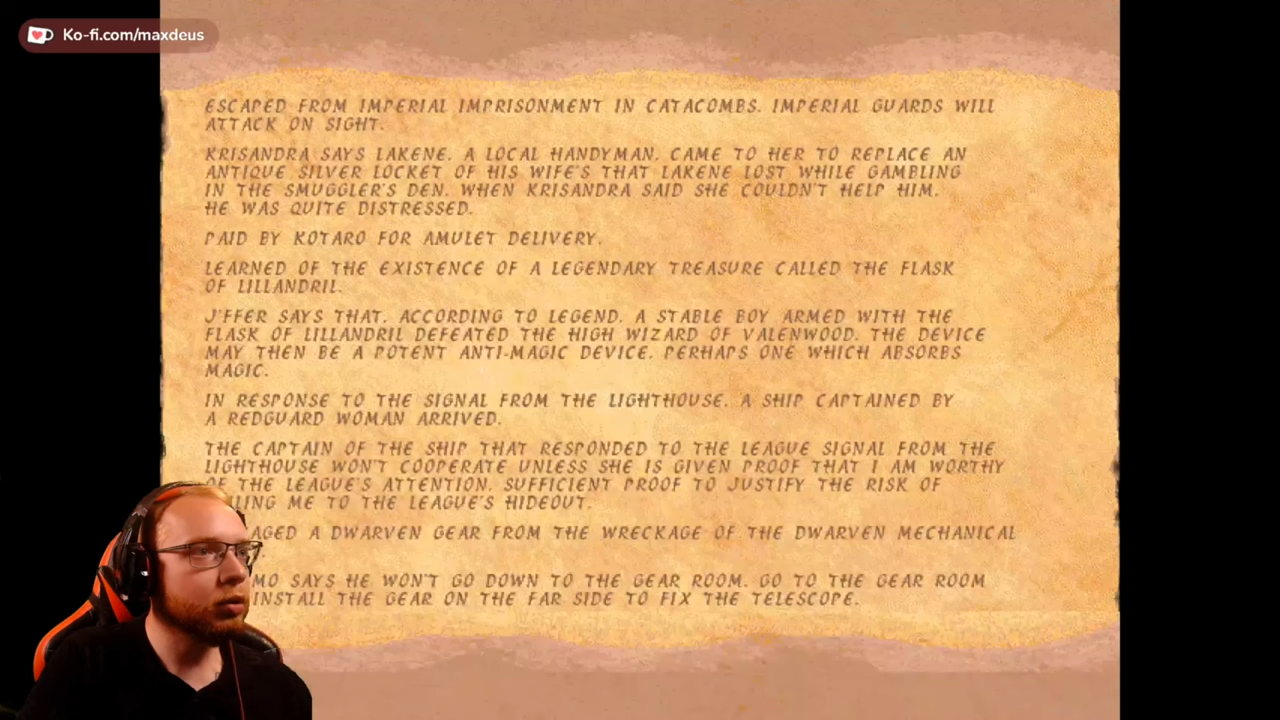 Ko-fi.com/maxdeus
ESCAPED FROM IMPERIAL IMPRISONMENT IN CATACOMBS. IMPERIAL GUARDS WILL
ATTACK ON SIGHT.
KRISANDRA SAYS LAKENE, A LOCAL HANDYMAN, CAME TO HER TO REPLACE AN
ANTIQUE SILVER LOCKET OF HIS WIFE'S THAT LAKENE LOST WHILE GAMBLING
IN THE SMUGGLER'S DEN. WHEN KRISANDRA SAID SHE COULDN'T HELP HIM,
HE WAS QUITE DISTRESSED.
PAID BY KOTARO FOR AMULET DELIVERY.
LEARNED OF THE EXISTENCE OF A LEGENDARY TREASURE CALLED THE FLASK
OF LILLANDRIL.
J'FFER SAYS THAT, ACCORDING TO LEGEND, A STABLE BOY ARMED WITH THE
FLASK OF LILLANDRIL DEFEATED THE HIGH WIZARD OF VALENWOOD. THE DEVICE
MAY THEN BE A POTENT ANTI-MAGIC DEVICE, PERHAPS ONE WHICH ABSORBS
MAGIC.
IN RESPONSE TO THE SIGNAL FROM THE LIGHTHOUSE, A SHIP CAPTAINED BY
A REDGUARD WOMAN ARRIVED.
THE CAPTAIN OF THE SHIP THAT RESPONDED TO THE LEAGUE SIGNAL FROM THE
LIGHTHOUSE WON'T COOPERATE UNLESS SHE IS GIVEN PROOF THAT I AM WORTHY
OF THE LEAGUE'S ATTENTION, SUFFICIENT PROOF TO JUSTIFY THE RISK OF
LING ME TO THE LEAGUE'S HIDEOUT.
AGED A DWARVEN GEAR FROM THE WRECKAGE OF THE DWARVEN MECHANICAL
MO SAYS HE WON'T GO DOWN TO THE GEAR ROOM. GO TO THE GEAR ROOM
INSTALL THE GEAR ON THE FAR SIDE TO FIX THE TELESCOPE.